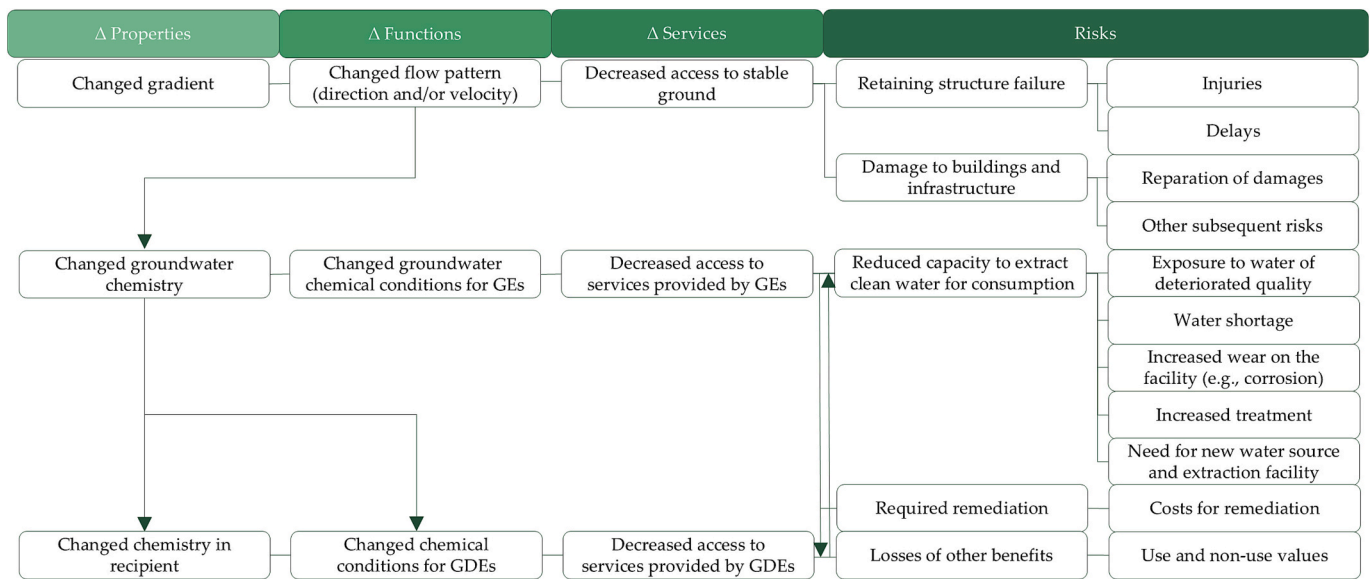 Δ Properties
Δ Functions
Δ Services
Risks
Changed gradient
Changed flow pattern
(direction and/or velocity)
Decreased access to stable
ground
Retaining structure failure
Injuries
Delays
Damage to buildings and
infrastructure
Reparation of damages
Other subsequent risks
Changed groundwater
chemistry
Changed groundwater
chemical conditions for GEs
Decreased access to
services provided by GEs
Reduced capacity to extract
clean water for consumption
Exposure to water of
deteriorated quality
Water shortage
Increased wear on the
facility (e.g., corrosion)
Increased treatment
Need for new water source
and extraction facility
Required remediation
Costs for remediation
Changed chemistry in
recipient
Changed chemical
conditions for GDEs
Decreased access to
services provided by GDEs
Losses of other benefits
Use and non-use values